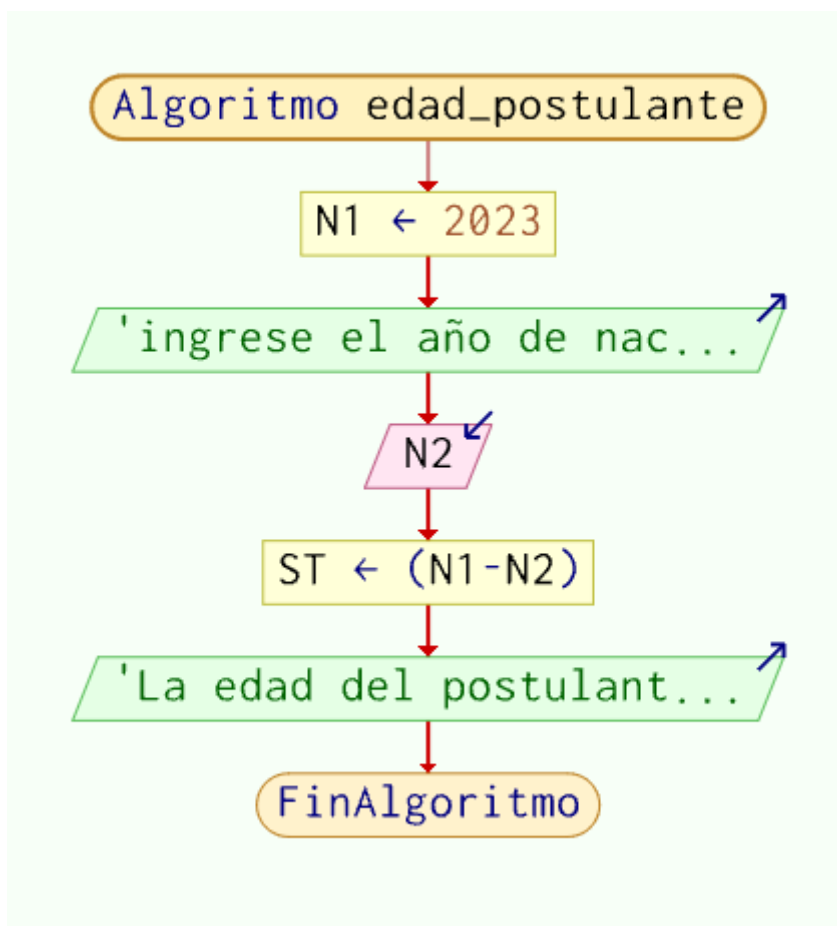 Algoritmo edad_postulante
N1 ← 2023
'ingrese el año de nac...
N2
ST ← (N1-N2)
'La edad del postulant...
FinAlgoritmo